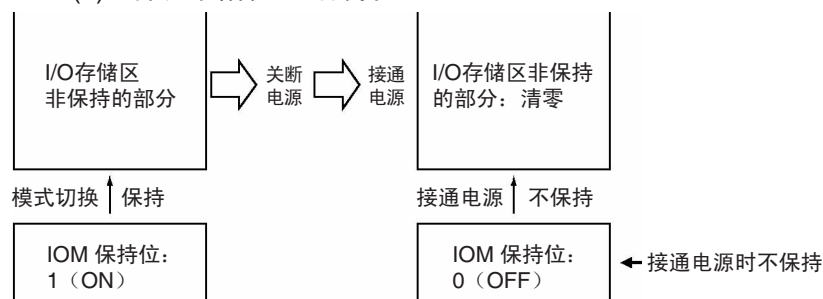 I/O存储区
非保持的部分
关断
电源
接通
电源
I/O存储区非保持
的部分：清零
模式切换
保持
接通电源
不保持
IOM 保持位：
1（ON）
IOM 保持位：
0（OFF）
接通电源时不保持